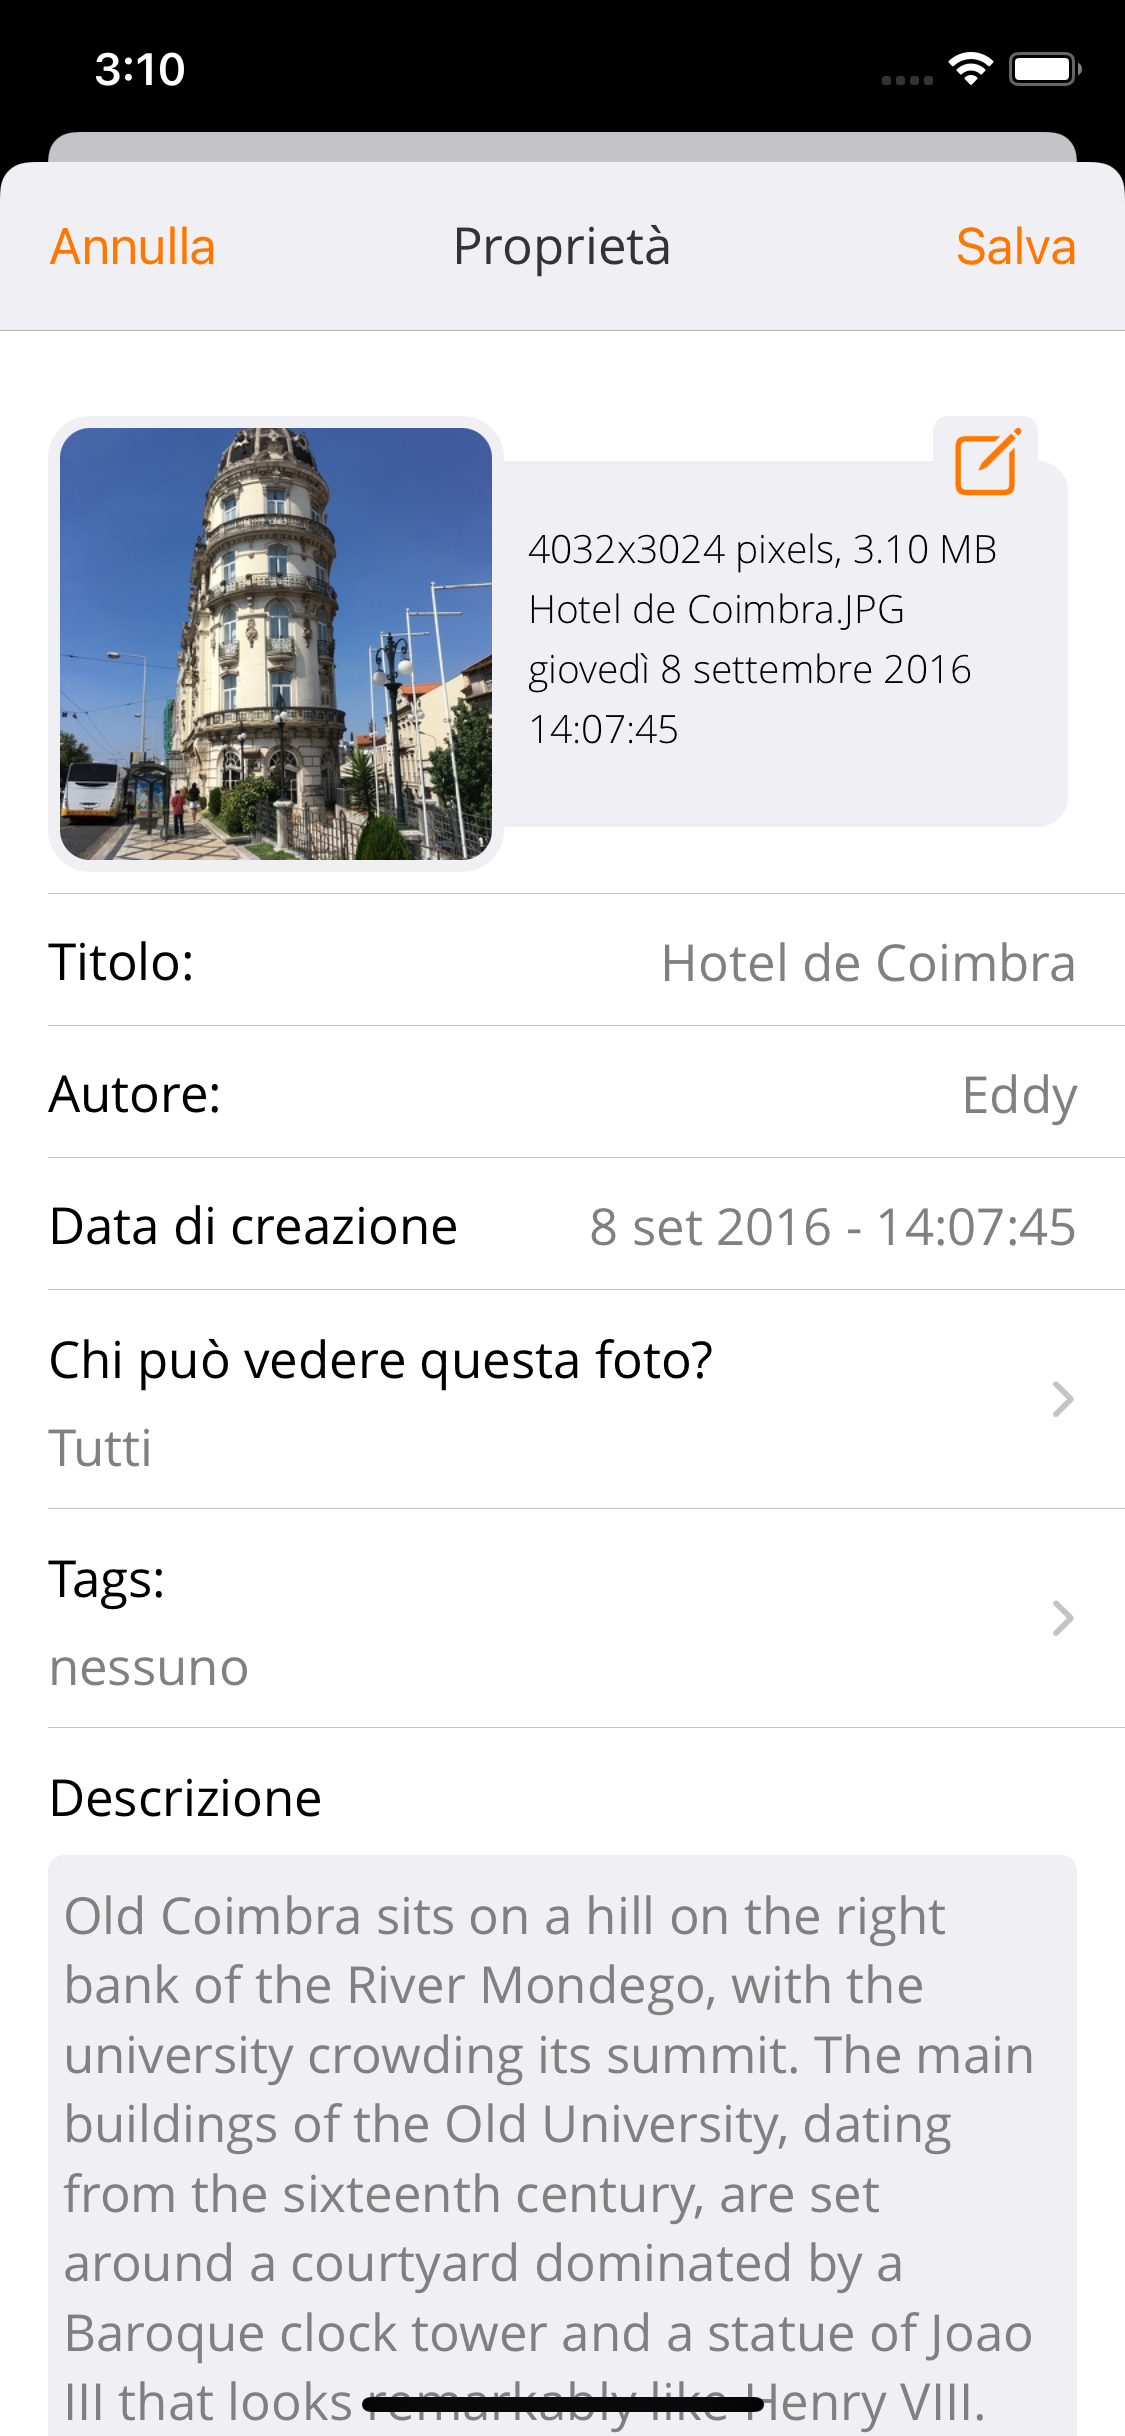 3:10
Annulla Proprietà Salva
4032x3024 pixels, 3.10 MB
Hotel de Coimbra.JPG
giovedì 8 settembre 2016
14:07:45
Titolo: Hotel de Coimbra
Autore: Eddy
Data di creazione 8 set 2016 - 14:07:45
Chi può vedere questa foto?
Tutti
Tags:
nessuno
Descrizione
Old Coimbra sits on a hill on the right
bank of the River Mondego, with the
university crowding its summit. The main
buildings of the Old University, dating
from the sixteenth century, are set
around a courtyard dominated by a
Baroque clock tower and a statue of Joao
III that looks remarkably like Henry VIII.